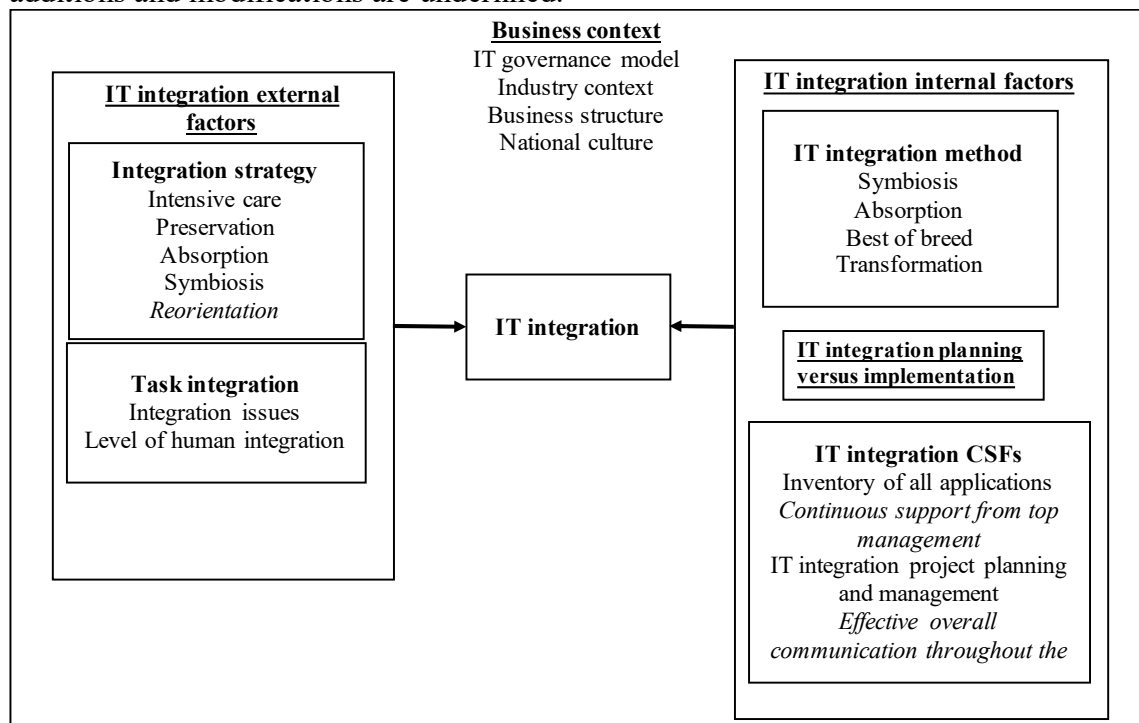 additions and modifications are underlined.
Business context
IT governance model
Industry context
Business structure
National culture
IT integration external
factors
Integration strategy
Intensive care
Preservation
Absorption
Symbiosis
Reorientation
Task integration
Integration issues
Level of human integration
IT integration
IT integration internal factors
IT integration method
Symbiosis
Absorption
Best of breed
Transformation
IT integration planning
versus implementation
IT integration CSFs
Inventory of all applications
Continuous support from top
management
IT integration project planning
and management
Effective overall
communication throughout the